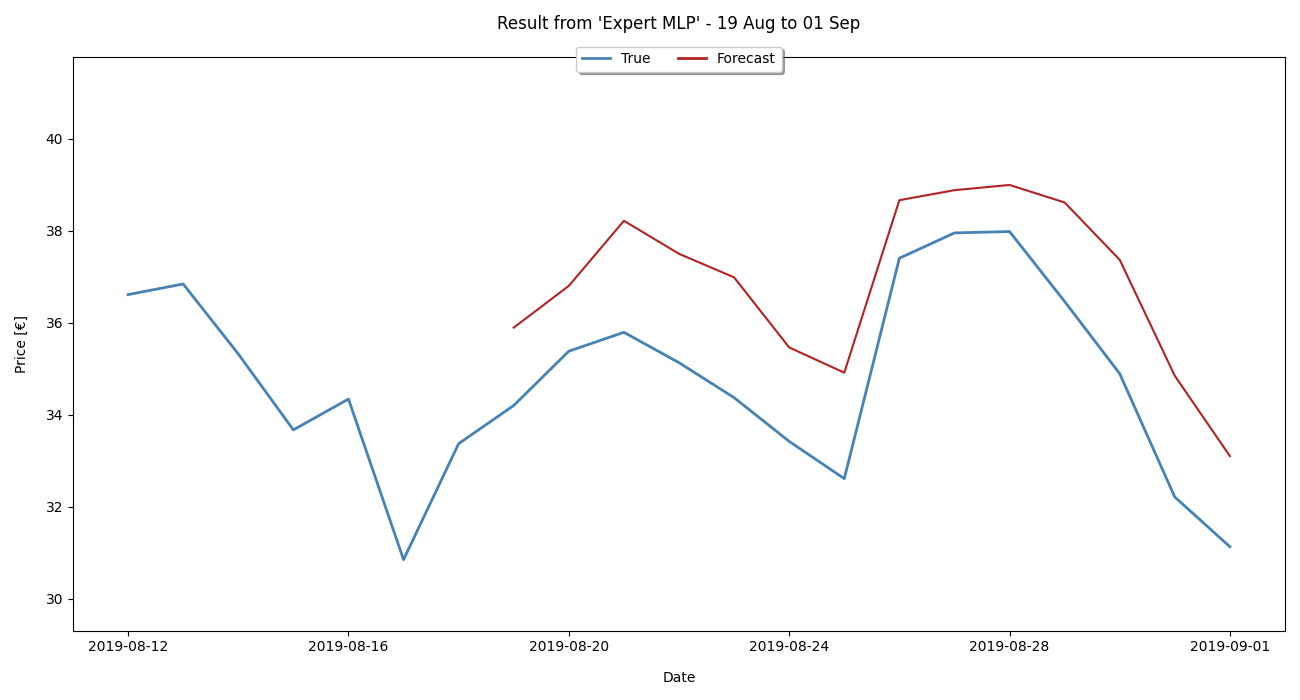 Result from 'Expert MLP' - 19 Aug to 01 Sep
True
Forecast
Price [€]
40
38
36
34
32
30
2019-08-12
2019-08-16
2019-08-20
2019-08-24
2019-08-28
2019-09-01
Date